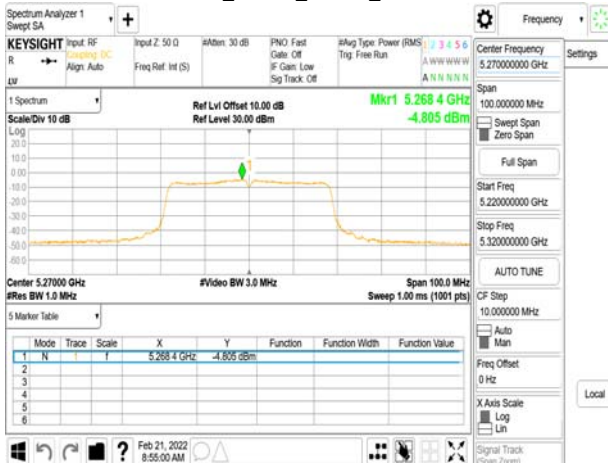 Spectrum Analyzer 1
Swept SA
+
Frequency
KEYSIGHT Input: RF
R Coupling: DC
Align: Auto
LV
Input Z: 50 Ω
Freq Ref: Int (S)
#Atten: 30 dB
PNO: Fast
Gate: Off
IF Gain: Low
Sig Track: Off
#Avg Type: Power (RMS
Trig: Free Run
1 2 3 4 5 6
A W W W W W
A N N N N N
1 Spectrum
Scale/Div 10 dB
Ref Lvl Offset 10.00 dB
Ref Level 30.00 dBm
Mkr1 5.268 4 GHz
-4.805 dBm
Log
20.0
10.0
0.00
-10.0
-20.0
-30.0
-40.0
-50.0
-60.0
1
Center 5.27000 GHz
#Res BW 1.0 MHz
#Video BW 3.0 MHz
Span 100.0 MHz
Sweep 1.00 ms (1001 pts)
5 Marker Table
Mode Trace Scale X Y Function Function Width Function Value
1 N 1 f 5.268 4 GHz -4.805 dBm
2
3
4
5
6
?
Feb 21, 2022
8:55:00 AM
Center Frequency
5.270000000 GHz
Span
100.000000 MHz
Swept Span
Zero Span
Full Span
Start Freq
5.220000000 GHz
Stop Freq
5.320000000 GHz
AUTO TUNE
CF Step
10.000000 MHz
Auto
Man
Freq Offset
0 Hz
X Axis Scale
Log
Lin
Signal Track
(Span Zoom)
Settings
Local